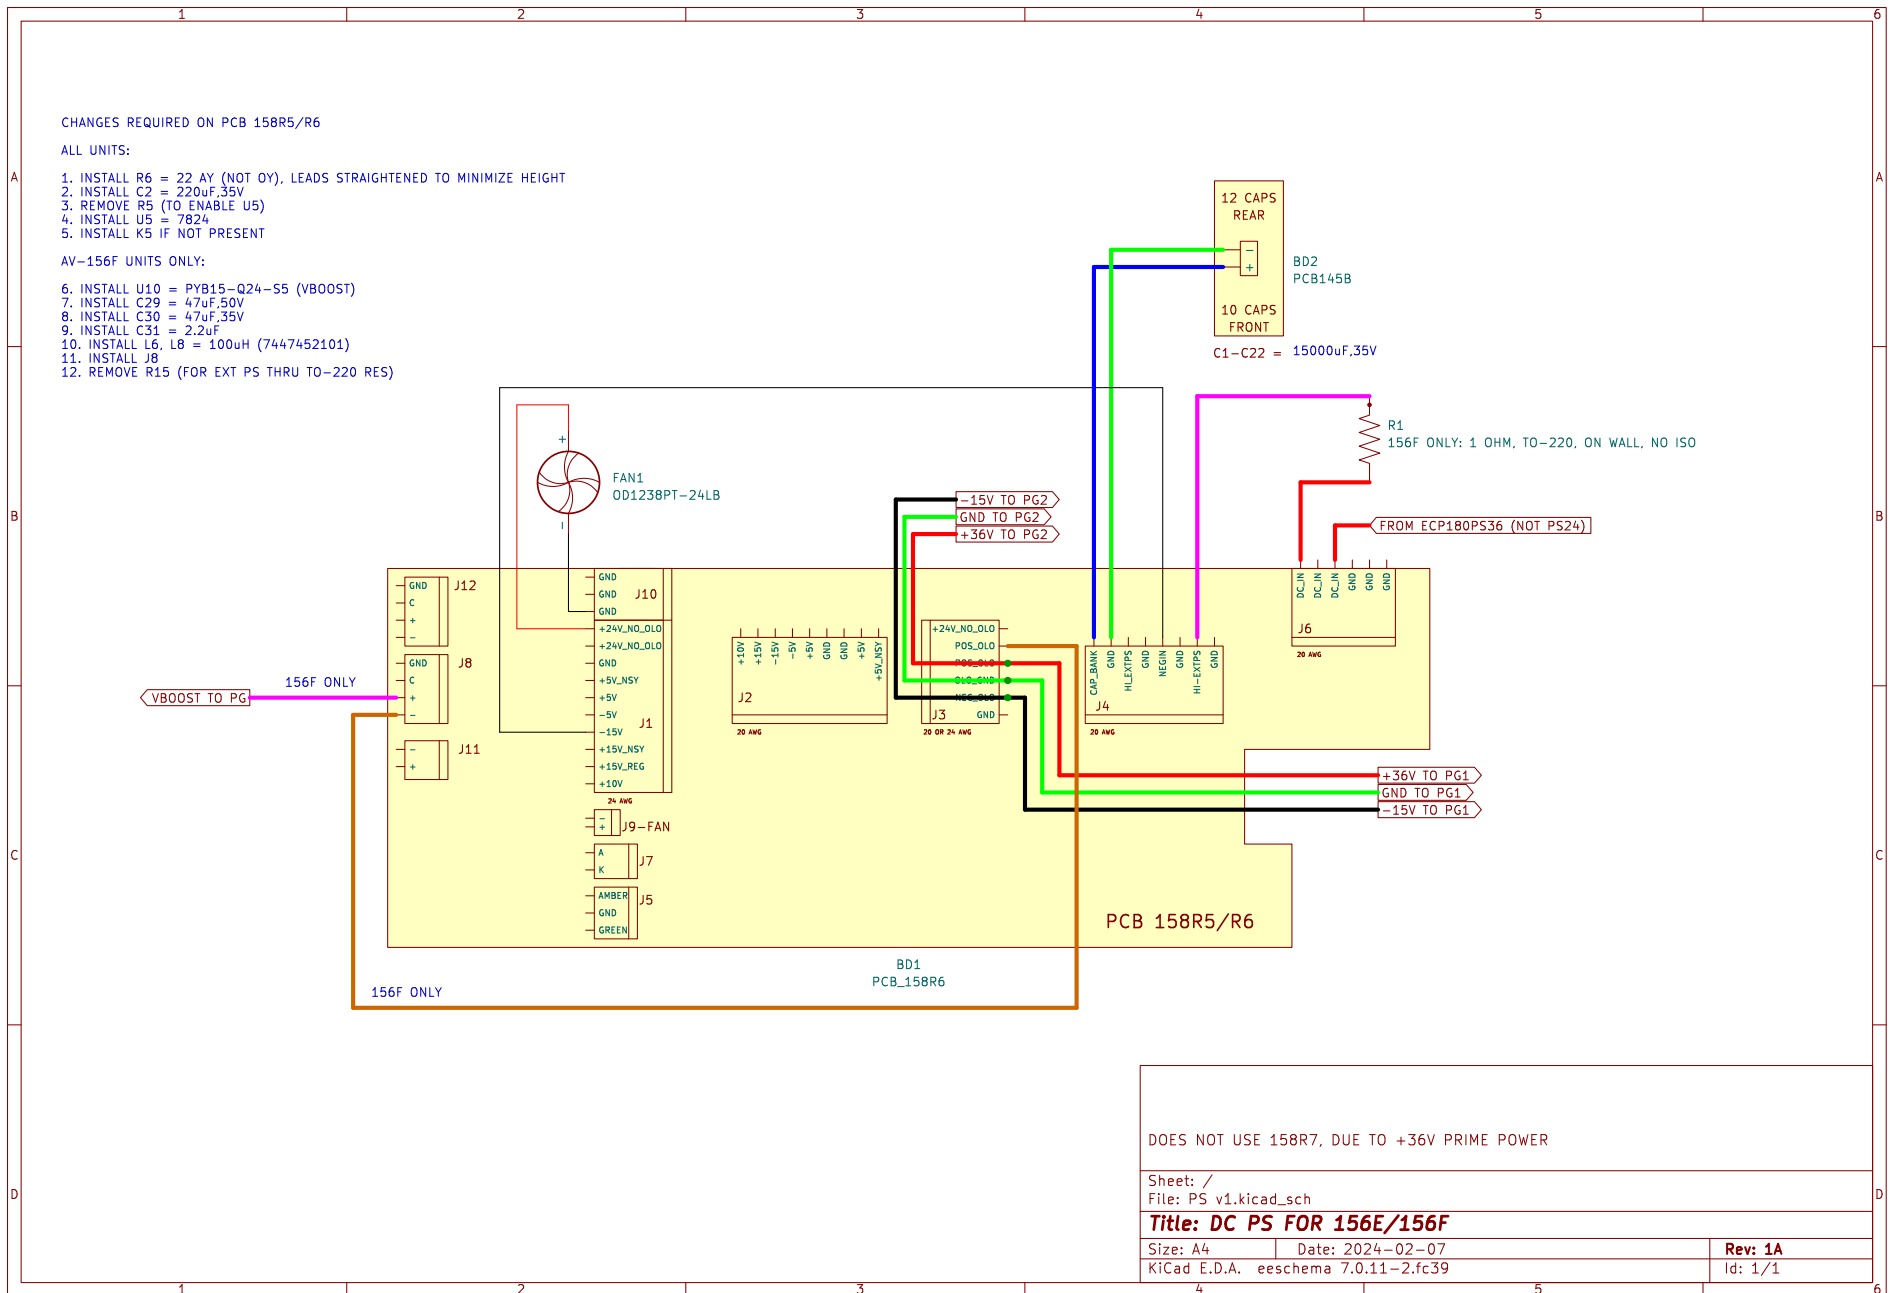 1 2 3 4 5 6
CHANGES REQUIRED ON PCB 158R5/R6
ALL UNITS:
A A
1. INSTALL R6 = 22 AY (NOT OY), LEADS STRAIGHTENED TO MINIMIZE HEIGHT
2. INSTALL C2 = 220uF,35V
3. REMOVE R5 (TO ENABLE U5)
4. INSTALL U5 = 7824
5. INSTALL K5 IF NOT PRESENT
AV-156F UNITS ONLY:
6. INSTALL U10 = PYB15-Q24-S5 (VBOOST)
7. INSTALL C29 = 47uF,50V
8. INSTALL C30 = 47uF,35V
9. INSTALL C31 = 2.2uF
10. INSTALL L6, L8 = 100uH (7447452101)
11. INSTALL J8
12. REMOVE R15 (FOR EXT PS THRU TO-220 RES)
12 CAPS
REAR
-
+
BD2
PCB145B
10 CAPS
FRONT
C1-C22 = 15000uF,35V
R1
156F ONLY: 1 OHM, TO-220, ON WALL, NO ISO
+
FAN1
OD1238PT-24LB
-
-15V TO PG2
GND TO PG2
+36V TO PG2
B B
FROM ECP180PS36 (NOT PS24)
J12
GND
C
+
-
J8
GND
C
+
-
156F ONLY
VBOOST TO PG
J11
-
+
J10
GND
GND
GND
J1
+24V_NO_OLO
+24V_NO_OLO
GND
+5V_NSY
+5V
-5V
-15V
+15V_NSY
+15V_REG
+10V
24 AWG
J9-FAN
-
+
J7
A
K
J5
AMBER
GND
GREEN
J2
+10V
+15V
-15V
-5V
+5V
GND
GND
+5V
+5V_NSY
20 AWG
J3
+24V_NO_OLO
POS_OLO
POS_OLO
OLO_GND
NEG_OLO
GND
20 OR 24 AWG
J4
CAP_BANK
GND
HI_EXTPS
GND
NEGIN
GND
HI-EXTPS
GND
20 AWG
J6
DC_IN
DC_IN
DC_IN
GND
GND
GND
20 AWG
+36V TO PG1
GND TO PG1
-15V TO PG1
C C
PCB 158R5/R6
BD1
PCB_158R6
156F ONLY
DOES NOT USE 158R7, DUE TO +36V PRIME POWER
D D
Sheet: /
File: PS v1.kicad_sch
Title: DC PS FOR 156E/156F
Size: A4 Date: 2024-02-07 Rev: 1A
KiCad E.D.A. eeschema 7.0.11-2.fc39 Id: 1/1
1 2 3 4 5 6